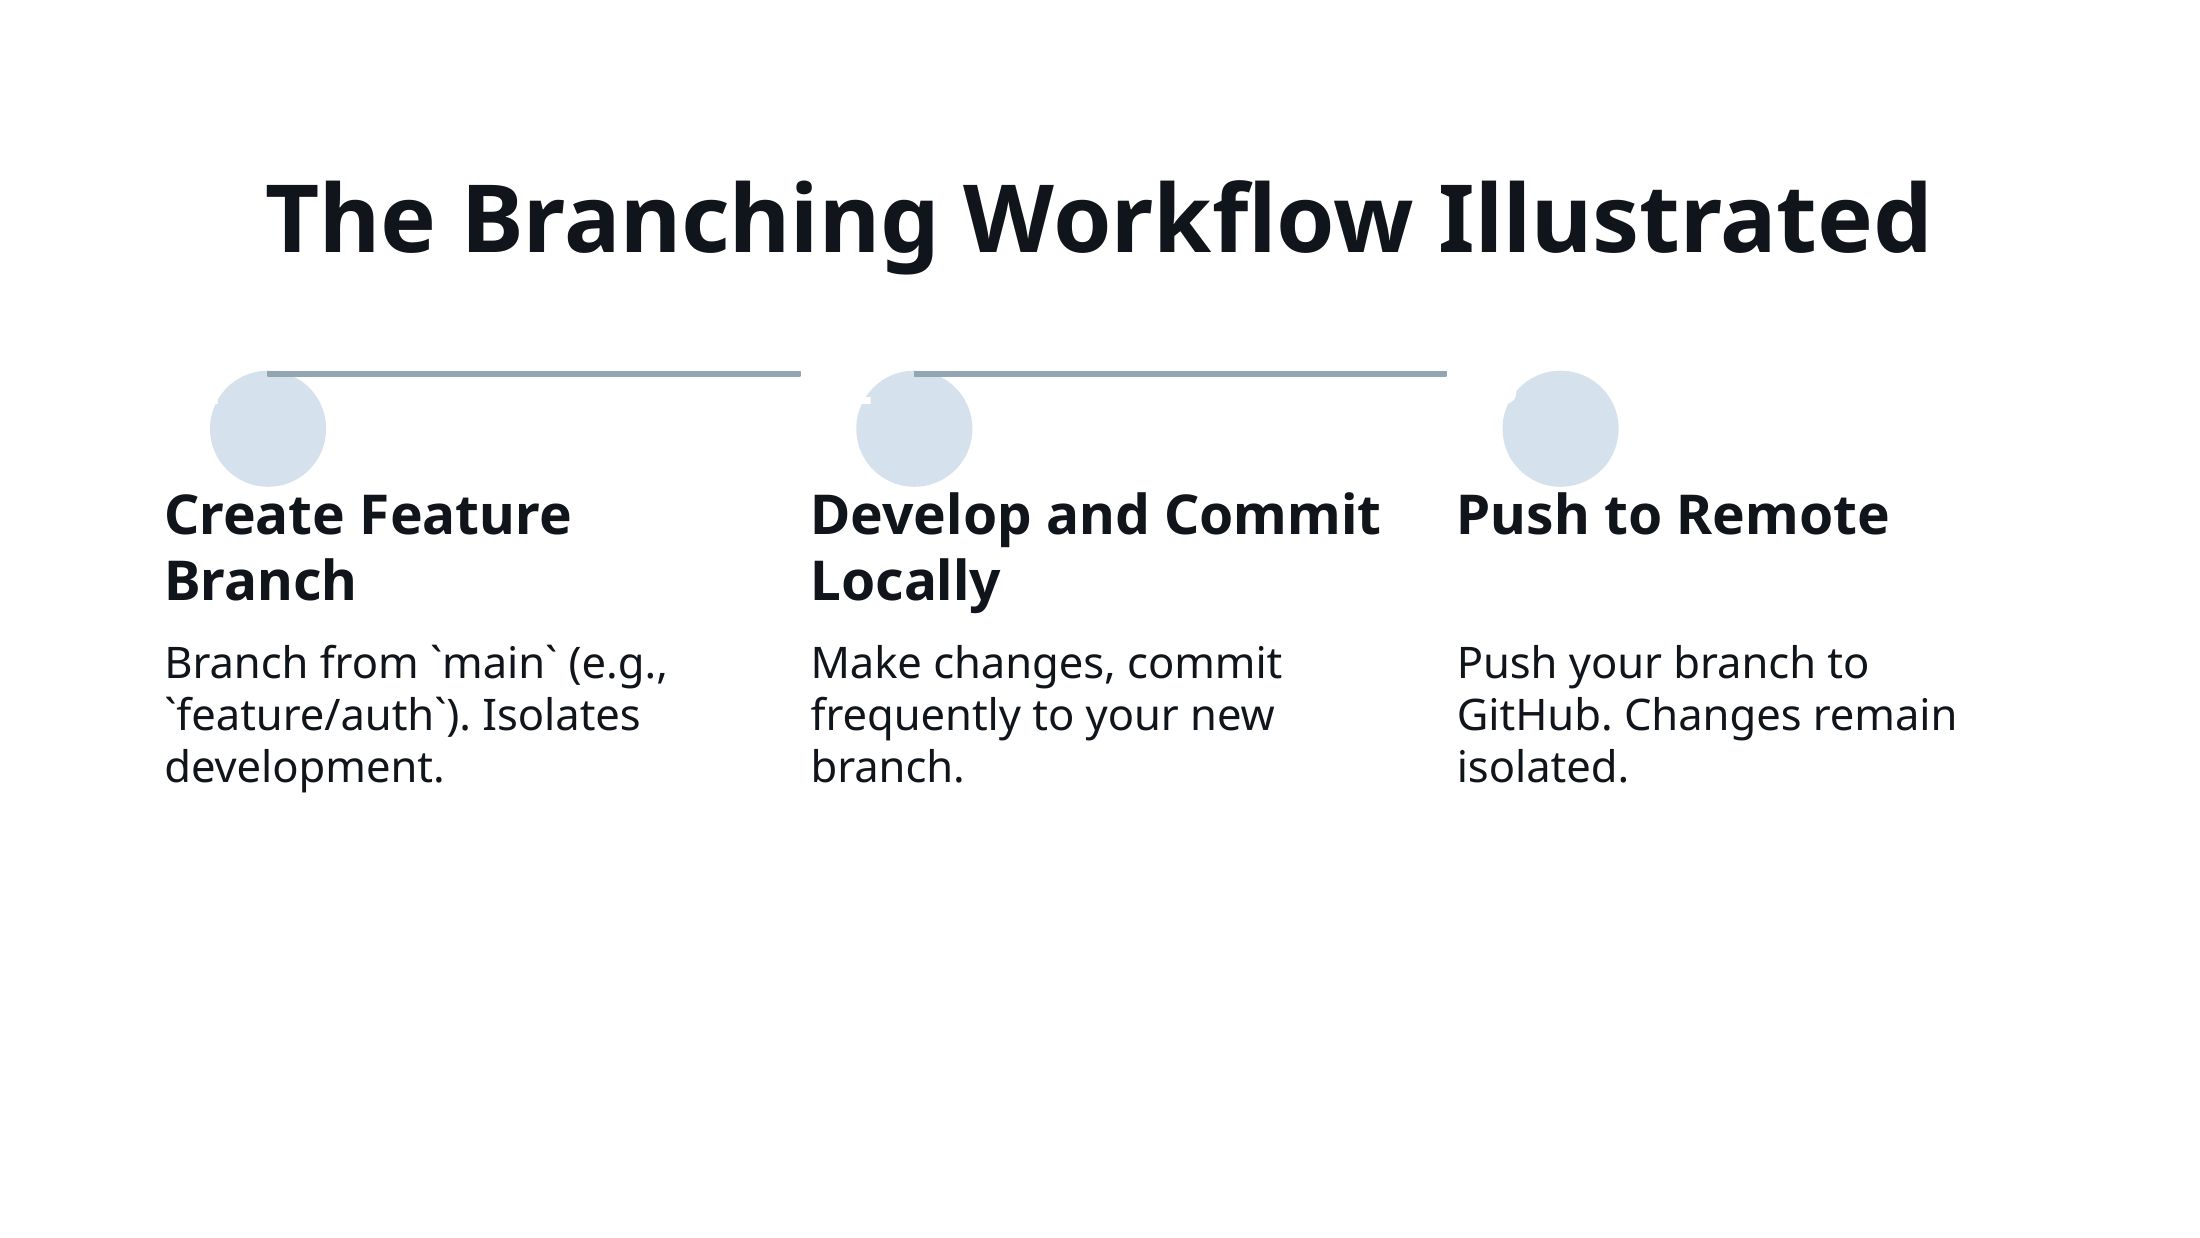 The Branching Workflow Illustrated
Create Feature
Branch
Develop and Commit
Locally
Push to Remote
Branch from `main` (e.g.,
`feature/auth`). Isolates
development.
Make changes, commit
frequently to your new
branch.
Push your branch to
GitHub. Changes remain
isolated.